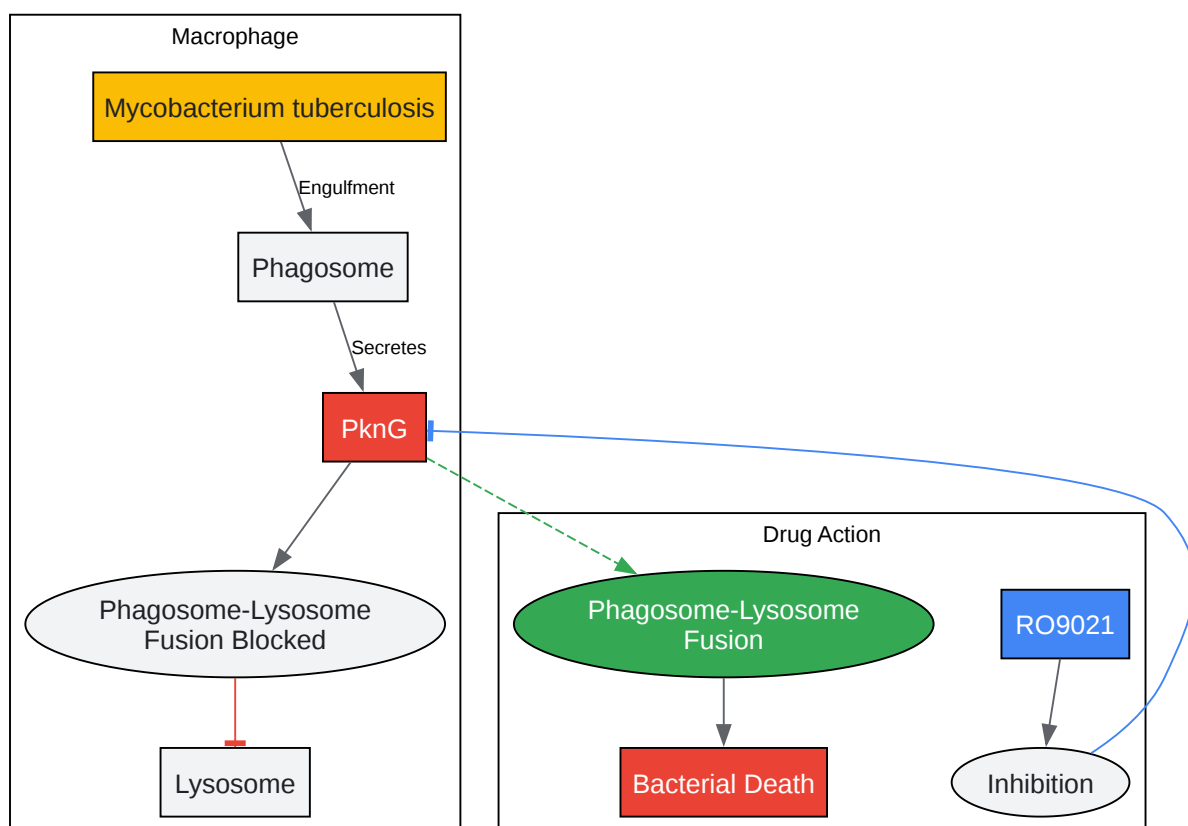 Macrophage
Mycobacterium tuberculosis
Engulfment
Phagosome
Secretes
PknG
Phagosome-Lysosome
Fusion Blocked
Lysosome
Drug Action
Phagosome-Lysosome
Fusion
RO9021
Bacterial Death
Inhibition